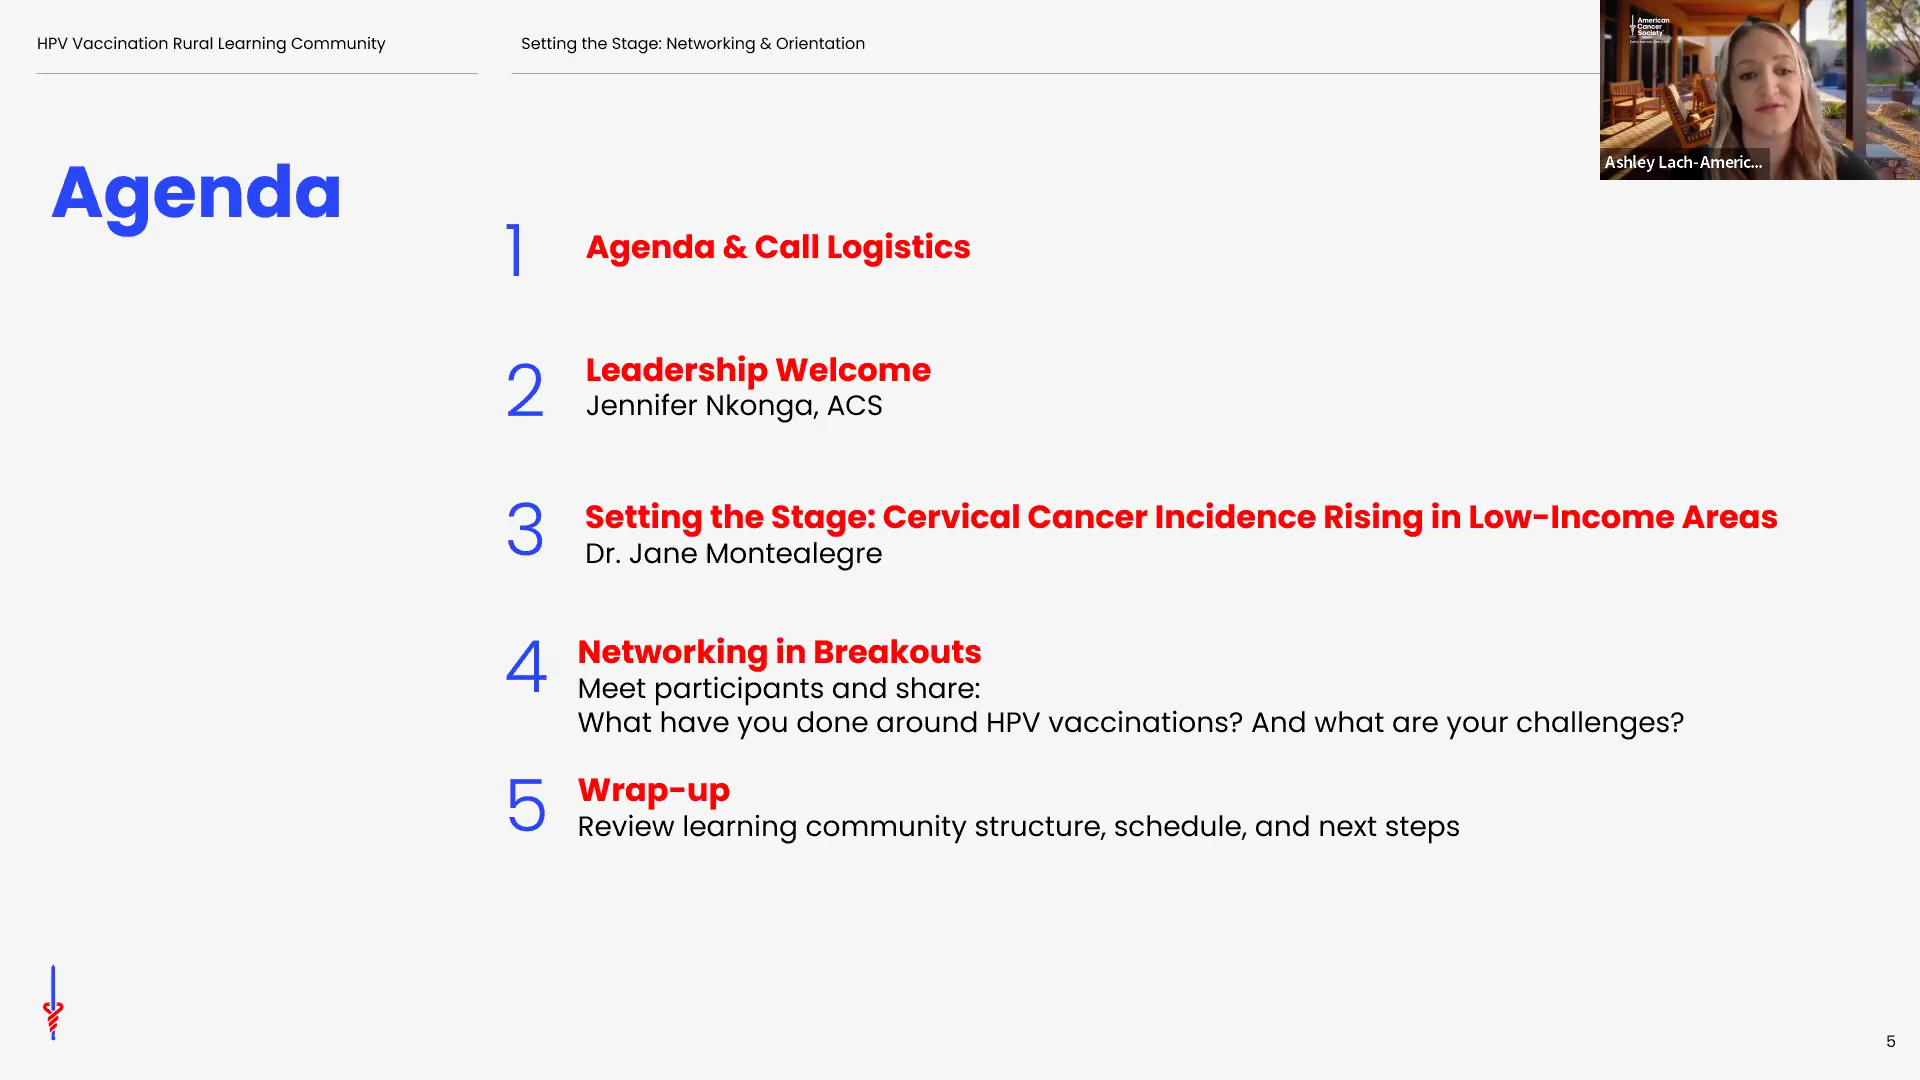 HPV Vaccination Rural Learning Community
Setting the Stage: Networking & Orientation
American
Cancer
Society
Ashley Lach-Americ...
Agenda
1
Agenda & Call Logistics
2
Leadership Welcome
Jennifer Nkonga, ACS
3
Setting the Stage: Cervical Cancer Incidence Rising in Low-Income Areas
Dr. Jane Montealegre
4
Networking in Breakouts
Meet participants and share:
What have you done around HPV vaccinations? And what are your challenges?
5
Wrap-up
Review learning community structure, schedule, and next steps
5